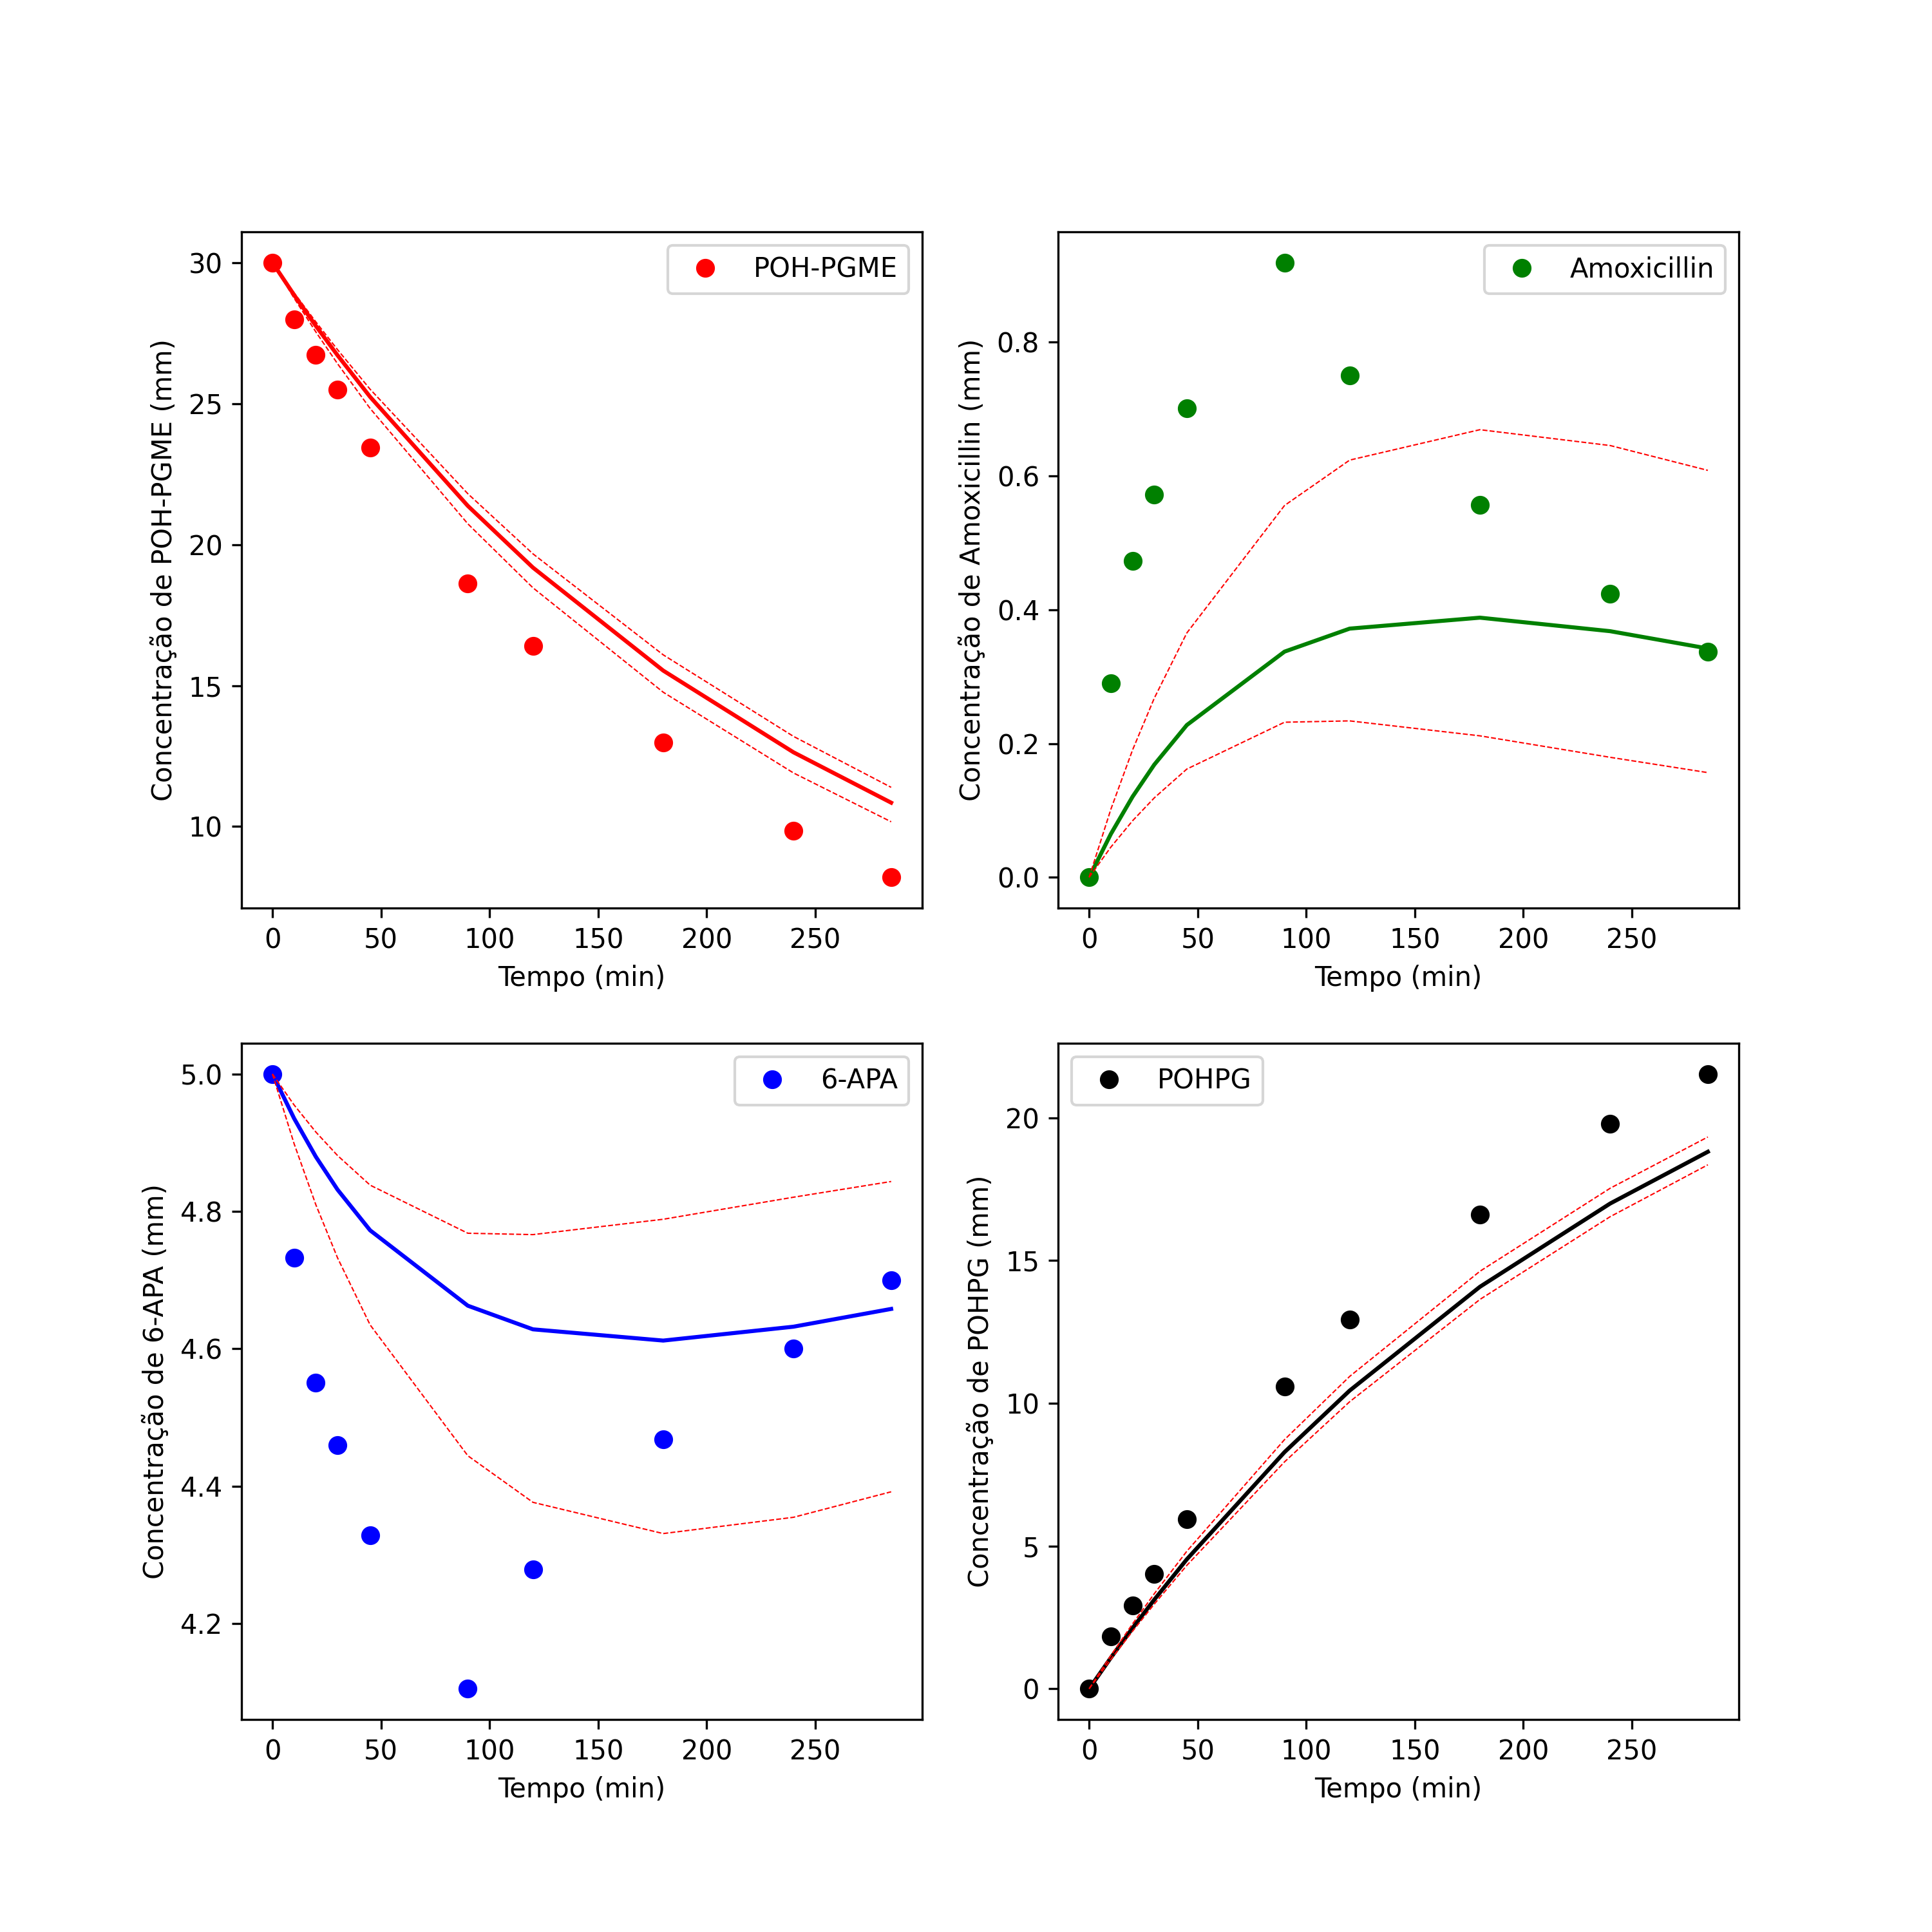 POH-PGME
Concentração de POH-PGME (mm)
30
25
20
15
10
0 50 100 150 200 250
Tempo (min)
Amoxicillin
Concentração de Amoxicillin (mm)
0.8
0.6
0.4
0.2
0.0
0 50 100 150 200 250
Tempo (min)
6-APA
Concentração de 6-APA (mm)
5.0
4.8
4.6
4.4
4.2
0 50 100 150 200 250
Tempo (min)
POHPG
Concentração de POHPG (mm)
20
15
10
5
0
0 50 100 150 200 250
Tempo (min)